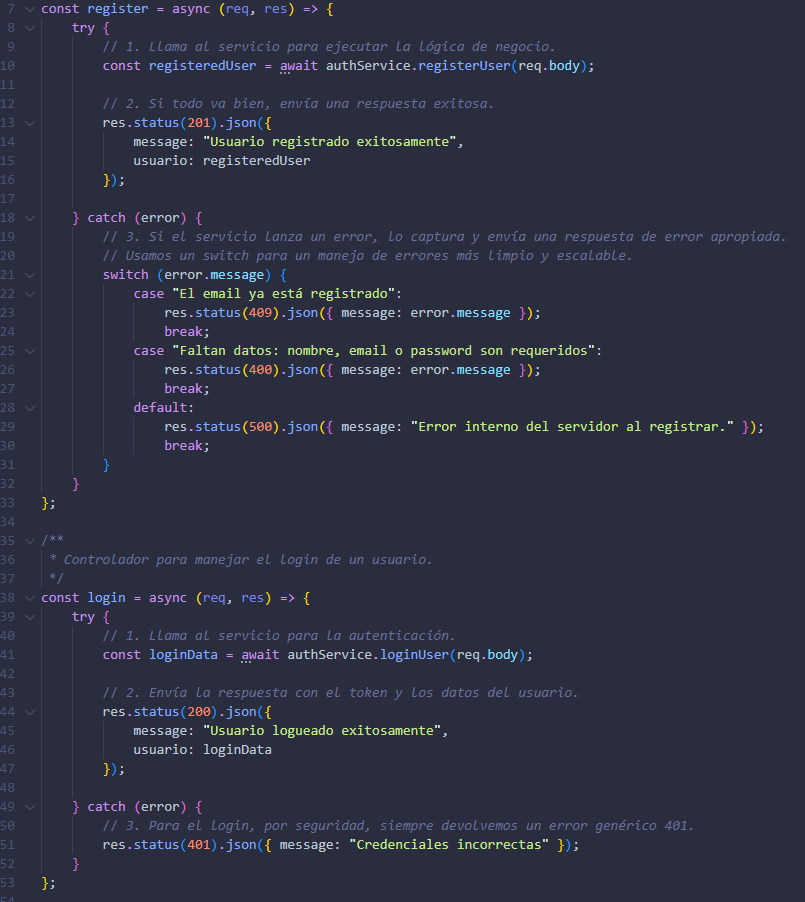 7 const register = async (req, res) => {
8 try {
9 // 1. Llama al servicio para ejecutar la lógica de negocio.
10 const registeredUser = await authService.registerUser(req.body);
11
12 // 2. Si todo va bien, envía una respuesta exitosa.
13 res.status(201).json({
14 message: "Usuario registrado exitosamente",
15 usuario: registeredUser
16 });
17
18 } catch (error) {
19 // 3. Si el servicio lanza un error, lo captura y envía una respuesta de error apropiada.
20 // Usamos un switch para un manejo de errores más limpio y escalable.
21 switch (error.message) {
22 case "El email ya está registrado":
23 res.status(409).json({ message: error.message });
24 break;
25 case "Faltan datos: nombre, email o password son requeridos":
26 res.status(400).json({ message: error.message });
27 break;
28 default:
29 res.status(500).json({ message: "Error interno del servidor al registrar." });
30 break;
31 }
32 }
33 };
34
35 /**
36 * Controlador para manejar el login de un usuario.
37 */
38 const login = async (req, res) => {
39 try {
40 // 1. Llama al servicio para la autenticación.
41 const loginData = await authService.loginUser(req.body);
42
43 // 2. Envía la respuesta con el token y los datos del usuario.
44 res.status(200).json({
45 message: "Usuario logueado exitosamente",
46 usuario: loginData
47 });
48
49 } catch (error) {
50 // 3. Para el login, por seguridad, siempre devolvemos un error genérico 401.
51 res.status(401).json({ message: "Credenciales incorrectas" });
52 }
53 };
54